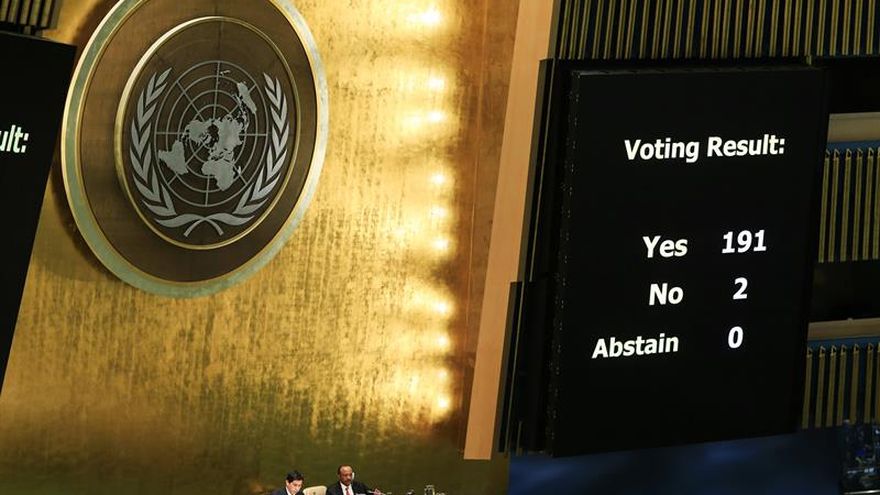 ult:
Voting Result:
Yes 191
No 2
Abstain 0